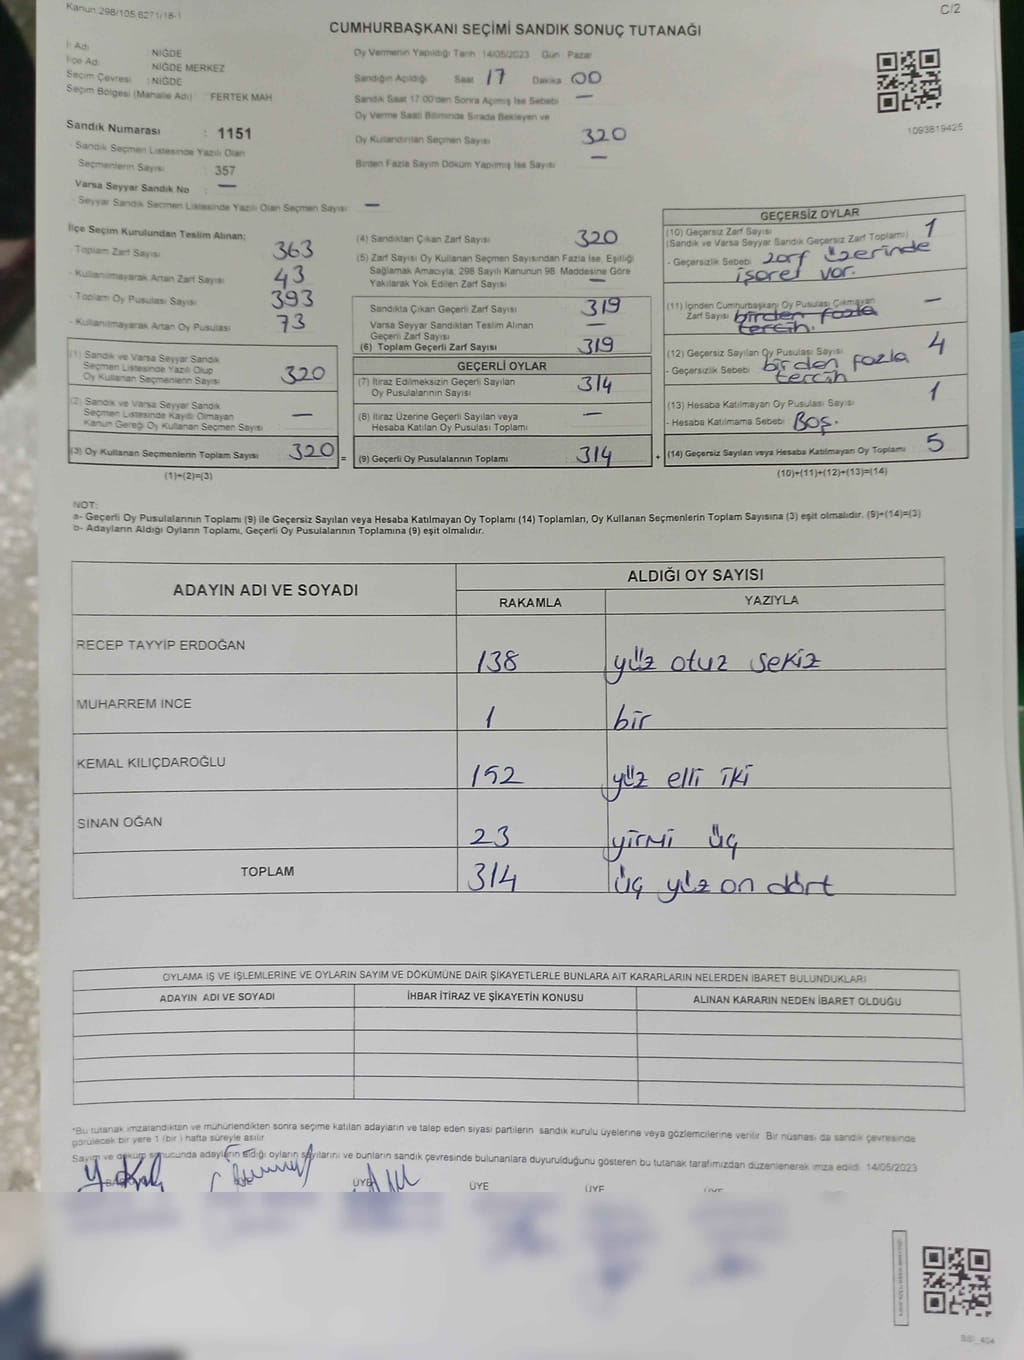 Kanun.298/105,6271/18-1
C/2
CUMHURBAŞKANI SEÇİMİ SANDIK SONUÇ TUTANAĞI
İl Adı NİĞDE
İlçe Adı NİĞDE MERKEZ
Seçim Çevresi : NİĞDE
Seçim Bölgesi (Mahalle Adı) FERTEK MAH
Sandık Numarası : 1151
- Sandık Seçmen Listesinde Yazılı Olan
Seçmenlerin Sayısı : 357
Varsa Seyyar Sandık No : —
- Seyyar Sandık Seçmen Listesinde Yazılı Olan Seçmen Sayısı: —
Oy Vermenin Yapıldığı Tarih :14/05/2023 Gün : Pazar
Sandığın Açıldığı Saat 17 Dakika 00
Sandık Saat 17:00'den Sonra Açılmış İse Sebebi —
Oy Verme Saati Bitiminde Sırada Bekleyen ve
Oy Kullandırılan Seçmen Sayısı 320
Birden Fazla Sayım Döküm Yapılmış İse Sayısı —
1093819425
İlçe Seçim Kurulundan Teslim Alınan;
- Toplam Zarf Sayısı 363
- Kullanılmayarak Artan Zarf Sayısı : 43
- Toplam Oy Pusulası Sayısı 393
- Kullanılmayarak Artan Oy Pusulası 73
(1) Sandık ve Varsa Seyyar Sandık
Seçmen Listesinde Yazılı Olup
Oy Kullanan Seçmenlerin Sayısı 320
(2) Sandık ve Varsa Seyyar Sandık
Seçmen Listesinde Kayıtlı Olmayan
Kanun Gereği Oy Kullanan Seçmen Sayısı : —
(3) Oy Kullanan Seçmenlerin Toplam Sayısı 320 =
(1)+(2)=(3)
(4) Sandıktan Çıkan Zarf Sayısı 320
(5) Zarf Sayısı Oy Kullanan Seçmen Sayısından Fazla İse, Eşitliği
Sağlamak Amacıyla, 298 Sayılı Kanunun 98. Maddesine Göre
Yakılarak Yok Edilen Zarf Sayısı —
Sandıkta Çıkan Geçerli Zarf Sayısı 319
Varsa Seyyar Sandıktan Teslim Alınan
Geçerli Zarf Sayısı —
(6) Toplam Geçerli Zarf Sayısı 319
GEÇERLİ OYLAR
(7) İtiraz Edilmeksizin Geçerli Sayılan
Oy Pusulalarının Sayısı 314
(8) İtiraz Üzerine Geçerli Sayılan veya
Hesaba Katılan Oy Pusulası Toplamı —
(9) Geçerli Oy Pusulalarının Toplamı : 314 +
GEÇERSİZ OYLAR
(10) Geçersiz Zarf Sayısı 1
(Sandık ve Varsa Seyyar Sandık Geçersiz Zarf Toplamı)
- Geçersizlik Sebebi zarf üzerinde
işaret var.
(11) İçinden Cumhurbaşkanı Oy Pusulası Çıkmayan
Zarf Sayısı birden fazla —
tercih.
(12) Geçersiz Sayılan Oy Pusulası Sayısı 4
- Geçersizlik Sebebi birden fazla
tercih
(13) Hesaba Katılmayan Oy Pusulası Sayısı 1
- Hesaba Katılmama Sebebi Boş.
(14) Geçersiz Sayılan veya Hesaba Katılmayan Oy Toplamı 5
(10)+(11)+(12)+(13)=(14)
NOT:
a- Geçerli Oy Pusulalarının Toplamı (9) ile Geçersiz Sayılan veya Hesaba Katılmayan Oy Toplamı (14) Toplamları, Oy Kullanan Seçmenlerin Toplam Sayısına (3) eşit olmalıdır. (9)+(14)=(3)
b- Adayların Aldığı Oyların Toplamı, Geçerli Oy Pusulalarının Toplamına (9) eşit olmalıdır.
ADAYIN ADI VE SOYADI
ALDIĞI OY SAYISI
RAKAMLA YAZIYLA
RECEP TAYYİP ERDOĞAN 138 yüz otuz sekiz
MUHARREM İNCE 1 bir
KEMAL KILIÇDAROĞLU 152 yüz elli iki
SİNAN OĞAN 23 yirmi üç
TOPLAM 314 üç yüz on dört
OYLAMA İŞ VE İŞLEMLERİNE VE OYLARIN SAYIM VE DÖKÜMÜNE DAİR ŞİKAYETLERLE BUNLARA AİT KARARLARIN NELERDEN İBARET BULUNDUKLARI
ADAYIN ADI VE SOYADI İHBAR İTİRAZ VE ŞİKAYETİN KONUSU ALINAN KARARIN NEDEN İBARET OLDUĞU
*Bu tutanak imzalandıktan ve mühürlendikten sonra seçime katılan adayların ve talep eden siyasi partilerin sandık kurulu üyelerine veya gözlemcilerine verilir. Bir nüshası da sandık çevresinde
görülecek bir yere 1 (bir ) hafta süreyle asılır
Sayım ve döküm sonucunda adayların aldığı oyların sayılarını ve bunların sandık çevresinde bulunanlara duyurulduğunu gösteren bu tutanak tarafımızdan düzenlenerek imza edildi. 14/05/2023
ÜYE ÜYE ÜYE ÜYE